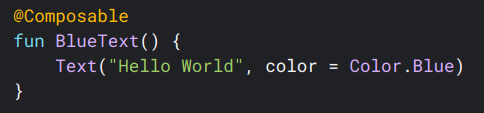 @Composable
fun BlueText() {
    Text("Hello World", color = Color.Blue)
}